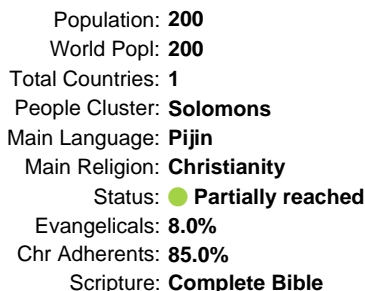 Population: 200
World Popl: 200
Total Countries: 1
People Cluster: Solomons
Main Language: Pijin
Main Religion: Christianity
Status: Partially reached
Evangelicals: 8.0%
Chr Adherents: 85.0%
Scripture: Complete Bible